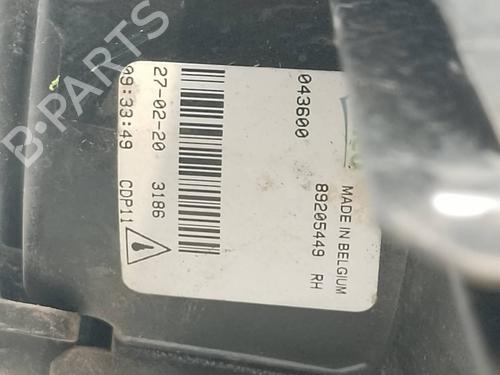 MADE IN BELGIUM
89205449 RH
043600
27-02-20 3186
09:33:49 CDP11
B-PARTS